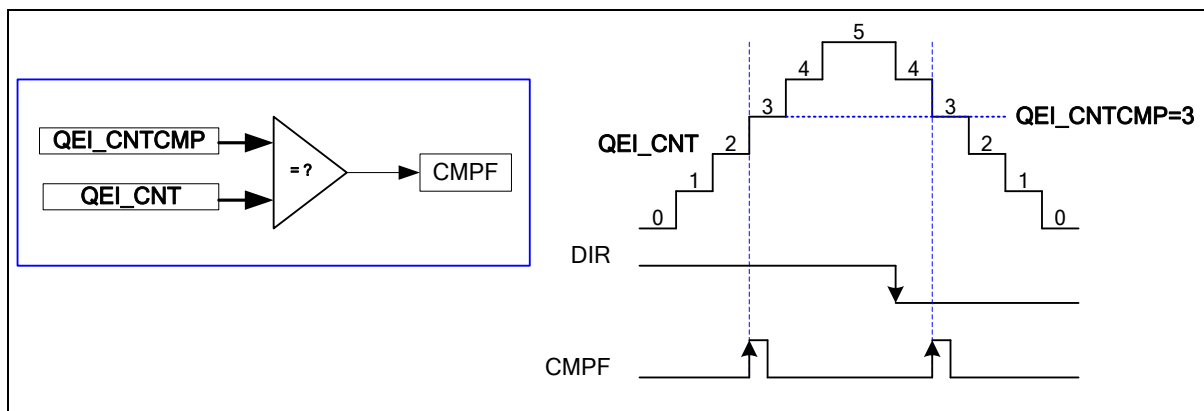 QEI_CNTCMP
QEI_CNT
= ?
CMPF
5
4
4
3
3
QEI_CNTCMP=3
QEI_CNT
2
2
1
1
0
0
DIR
CMPF